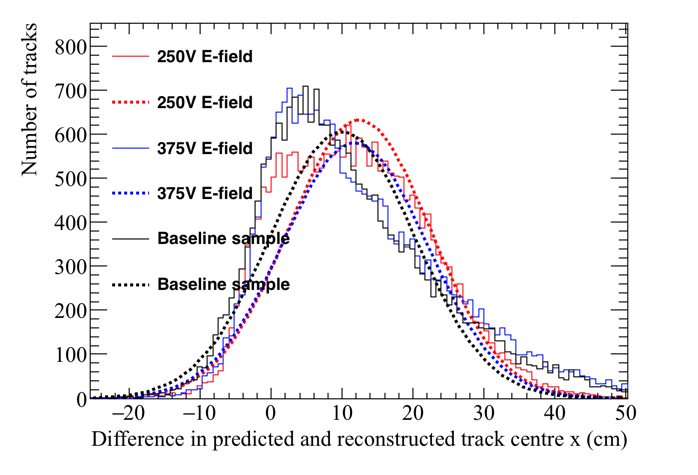 Number of tracks
800
700
600
500
400
300
200
100
0
250V E-field
250V E-field
375V E-field
375V E-field
Baseline sample
Baseline sample
−20 −10 0 10 20 30 40 50
Difference in predicted and reconstructed track centre x (cm)